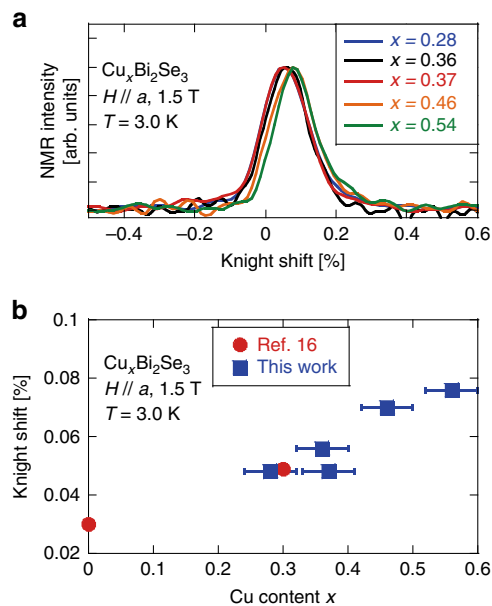 a
Cu𝑥Bi₂Se₃
H // a, 1.5 T
T = 3.0 K
x = 0.28
x = 0.36
x = 0.37
x = 0.46
x = 0.54
NMR intensity
[arb. units]
−0.4 −0.2 0 0.2 0.4 0.6
Knight shift [%]
b
Ref. 16
This work
CuₓBi₂Se₃
H // a, 1.5 T
T = 3.0 K
Knight shift [%]
0.1
0.08
0.06
0.04
0.02
0 0.1 0.2 0.3 0.4 0.5 0.6
Cu content x